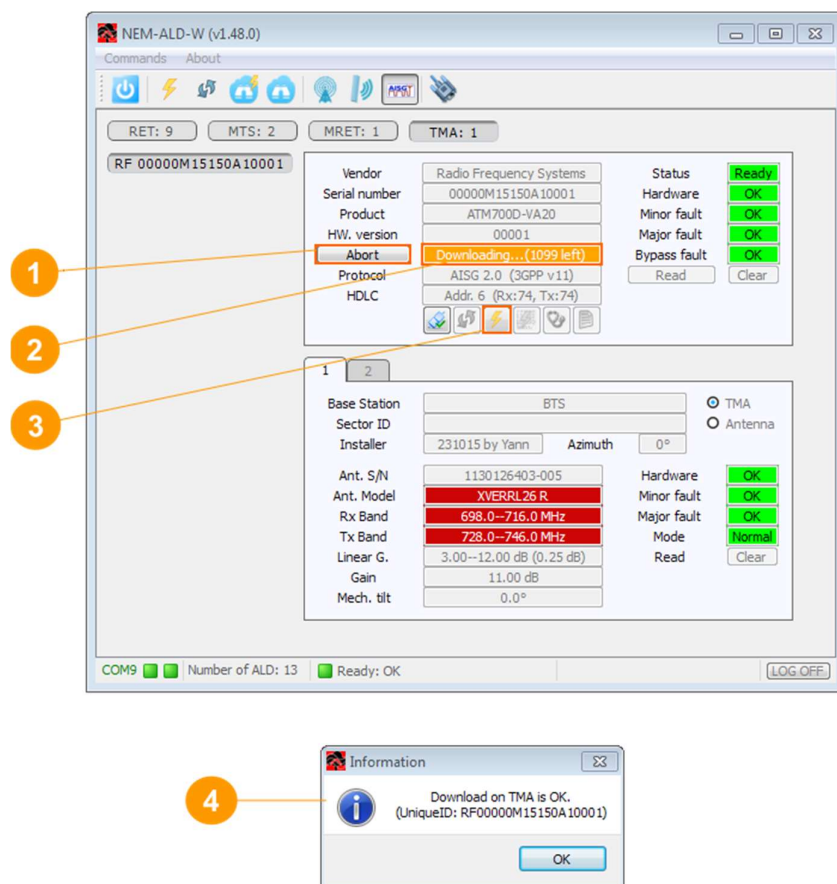 NEM-ALD-W (v1.48.0)
Commands About
AISG
RET: 9 MTS: 2 MRET: 1 TMA: 1
RF 00000M15150A10001
Vendor Radio Frequency Systems Status Ready
Serial number 00000M15150A10001 Hardware OK
Product ATM700D-VA20 Minor fault OK
HW. version 00001 Major fault OK
1 Abort Downloading...(1099 left) Bypass fault OK
Protocol AISG 2.0 (3GPP v11) Read Clear
HDLC Addr. 6 (Rx:74, Tx:74)
2
3
1 2
Base Station BTS TMA
Sector ID Antenna
Installer 231015 by Yann Azimuth 0°
Ant. S/N 1130126403-005 Hardware OK
Ant. Model XVERRL26 R Minor fault OK
Rx Band 698.0--716.0 MHz Major fault OK
Tx Band 728.0--746.0 MHz Mode Normal
Linear G. 3.00--12.00 dB (0.25 dB) Read Clear
Gain 11.00 dB
Mech. tilt 0.0°
COM9 Number of ALD: 13 Ready: OK LOG OFF
Information
4 Download on TMA is OK.
(UniqueID: RF00000M15150A10001)
OK